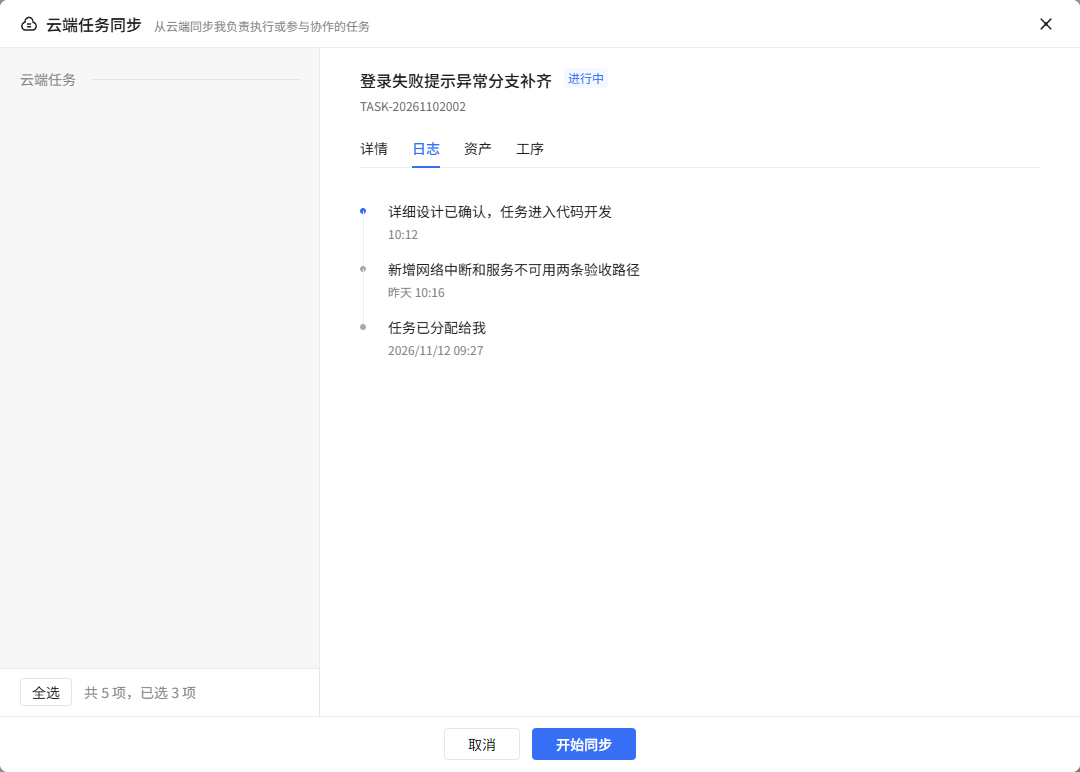 云端任务同步 从云端同步我负责执行或参与协作的任务
云端任务
登录失败提示异常分支补齐 进行中
TASK-20261102002
详情 日志 资产 工序
详细设计已确认，任务进入代码开发
10:12
新增网络中断和服务不可用两条验收路径
昨天 10:16
任务已分配给我
2026/11/12 09:27
全选 共 5 项，已选 3 项
取消 开始同步